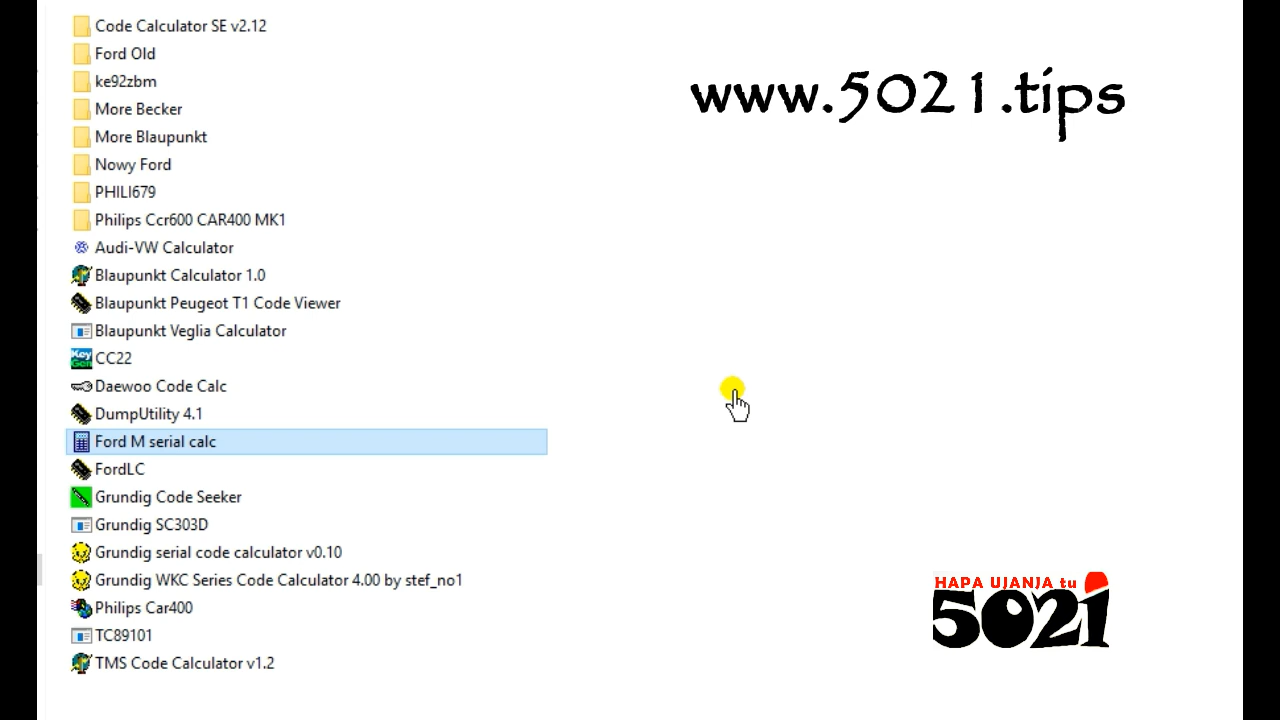 Code Calculator SE v2.12
Ford Old
ke92zbm
More Becker
More Blaupunkt
Nowy Ford
PHILI679
Philips Ccr600 CAR400 MK1
Audi-VW Calculator
Blaupunkt Calculator 1.0
Blaupunkt Peugeot T1 Code Viewer
Blaupunkt Veglia Calculator
Key Gen
CC22
Daewoo Code Calc
DumpUtility 4.1
Ford M serial calc
FordLC
Grundig Code Seeker
Grundig SC303D
Grundig serial code calculator v0.10
Grundig WKC Series Code Calculator 4.00 by stef_no1
Philips Car400
TC89101
TMS Code Calculator v1.2
www.5021.tips
HAPA UJANJA tu
5021